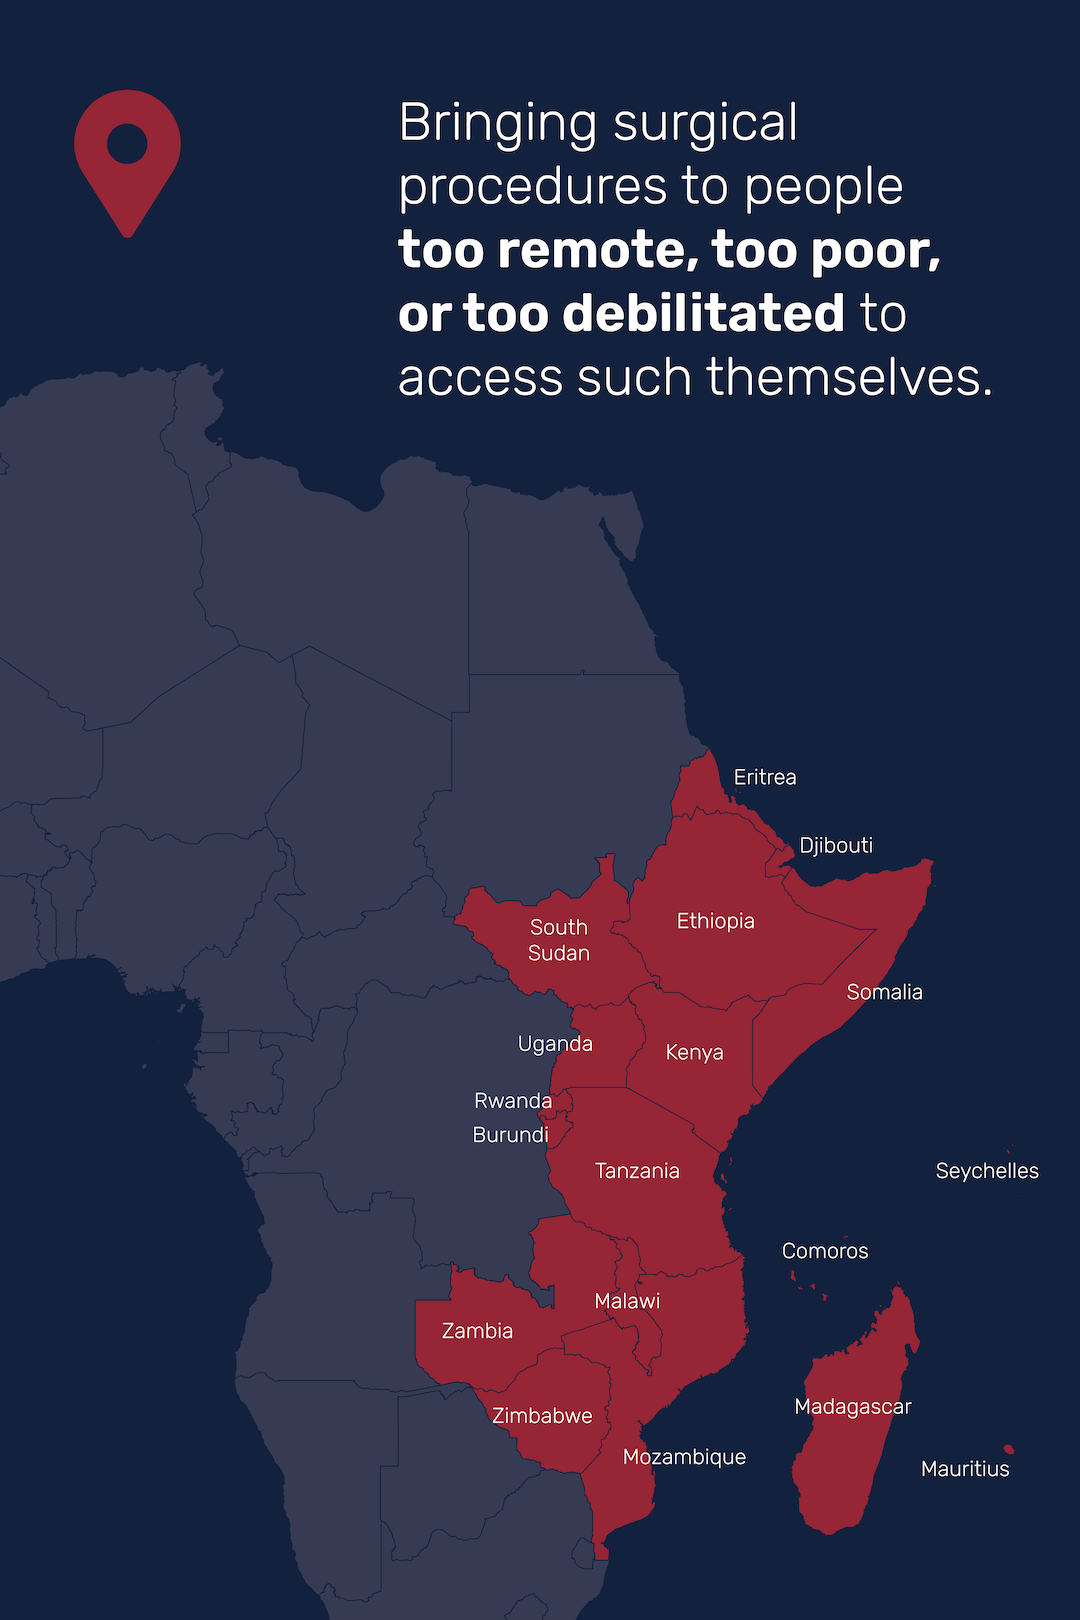 Bringing surgical
procedures to people
too remote, too poor,
or too debilitated to
access such themselves.
Eritrea
Djibouti
Ethiopia
South
Sudan
Somalia
Uganda
Kenya
Rwanda
Burundi
Tanzania
Seychelles
Comoros
Malawi
Zambia
Madagascar
Zimbabwe
Mozambique
Mauritius